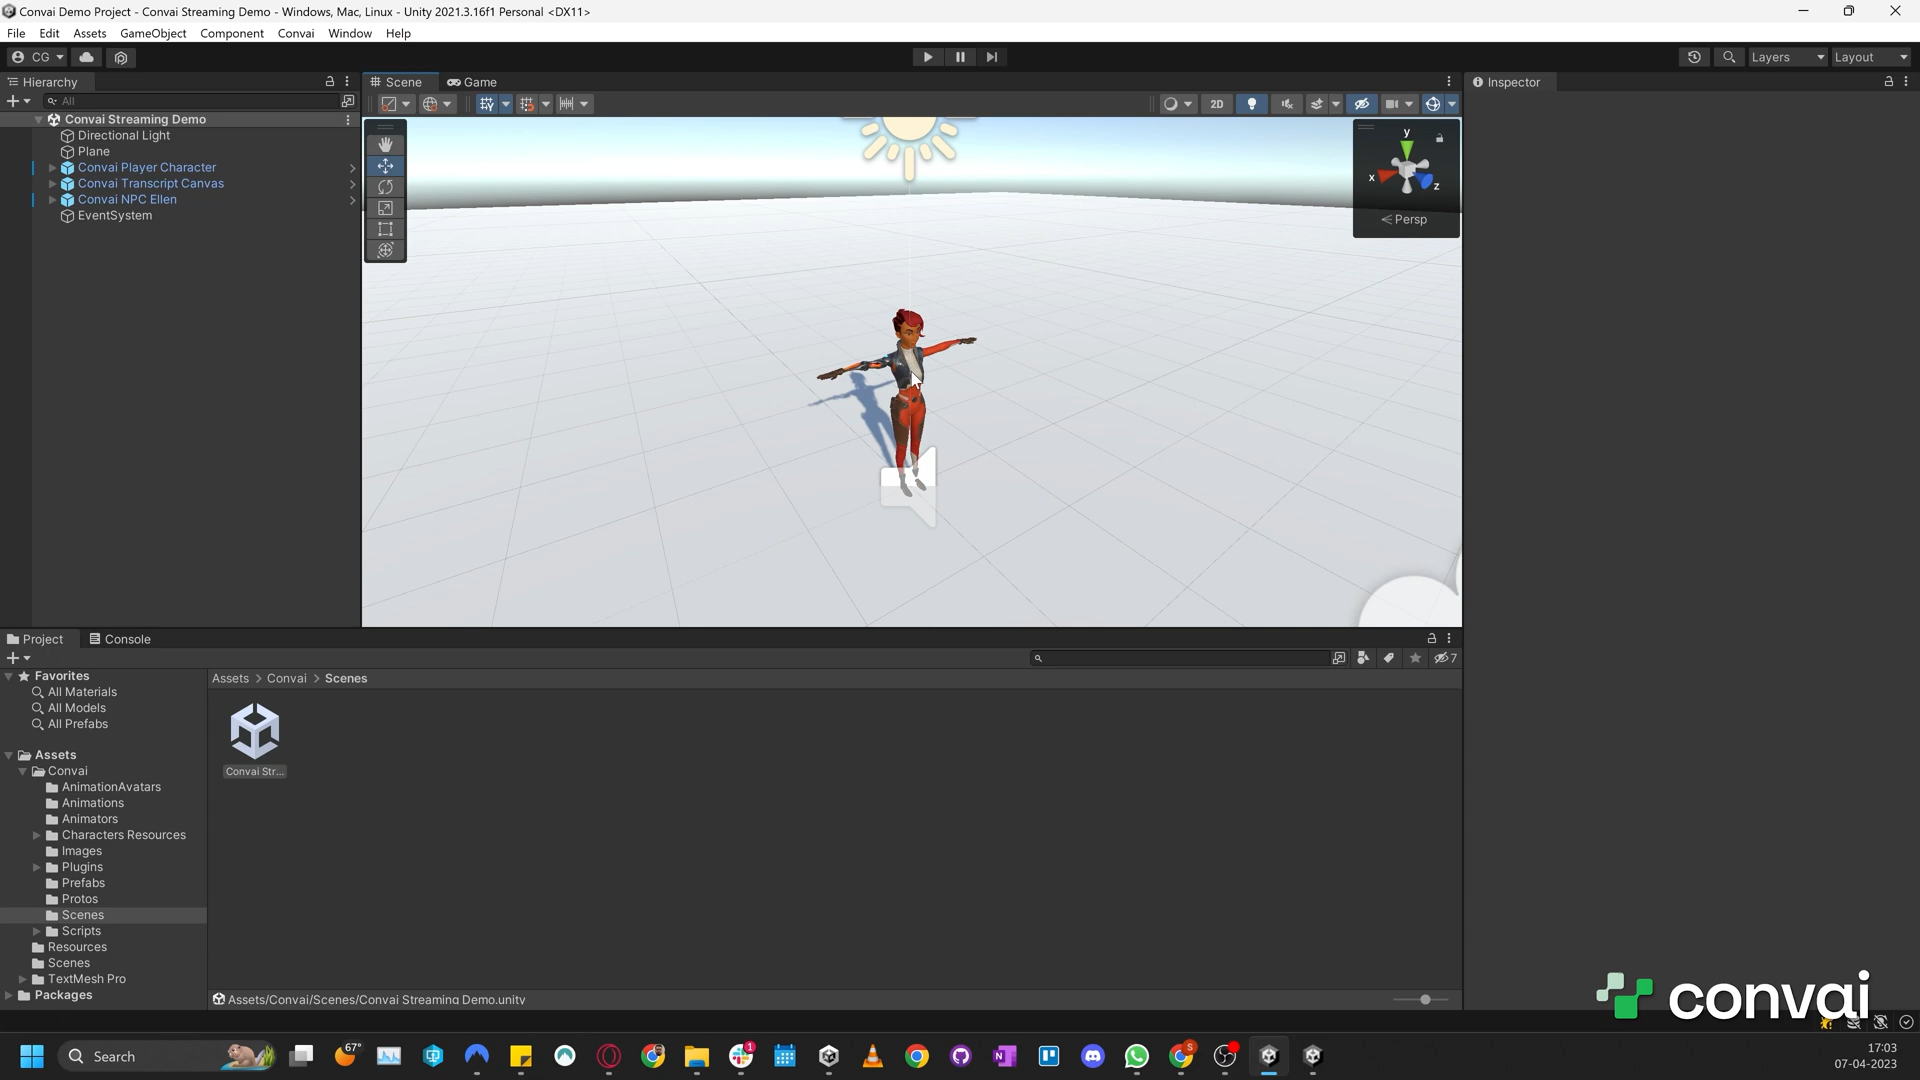 Convai Demo Project - Convai Streaming Demo - Windows, Mac, Linux - Unity 2021.3.16f1 Personal <DX11>
File Edit Assets GameObject Component Convai Window Help
CG Layers Layout
Hierarchy
All
Convai Streaming Demo
Directional Light
Plane
Convai Player Character
Convai Transcript Canvas
Convai NPC Ellen
EventSystem
Scene Game
2D
y
x
z
Persp
Inspector
Project Console
7
Favorites
All Materials
All Models
All Prefabs
Assets
Convai
AnimationAvatars
Animations
Animators
Characters Resources
Images
Plugins
Prefabs
Protos
Scenes
Scripts
Resources
Scenes
TextMesh Pro
Packages
Assets > Convai > Scenes
Convai Str...
Assets/Convai/Scenes/Convai Streaming Demo.unity
convai
Search
67°
1
S
17:03
07-04-2023